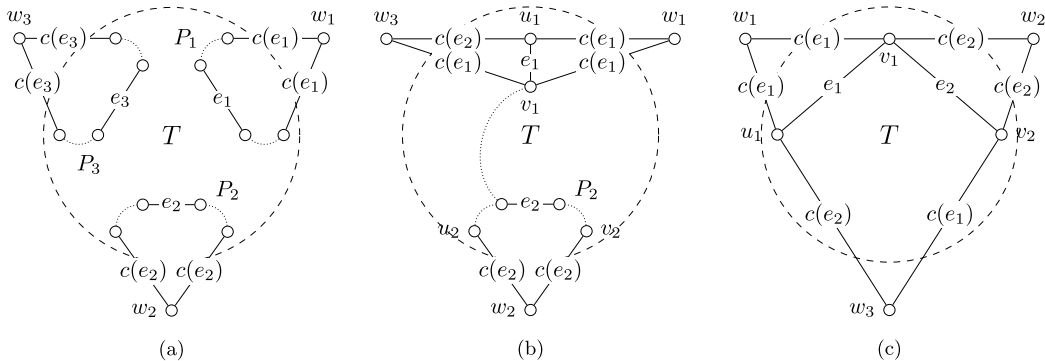 w₃ c(e₃) P₁ c(e₁) w₁
c(e₃) e₃ e₁ c(e₁)
T
P₃
e₂ P₂
c(e₂) c(e₂)
w₂
(a)
w₃ u₁ w₁
c(e₂) c(e₁)
c(e₁) e₁ c(e₁)
v₁
T
e₂ P₂
u₂ v₂
c(e₂) c(e₂)
w₂
(b)
w₁ w₂
c(e₁) c(e₂)
v₁
c(e₁) e₁ e₂ c(e₂)
u₁ T v₂
c(e₂) c(e₁)
w₃
(c)